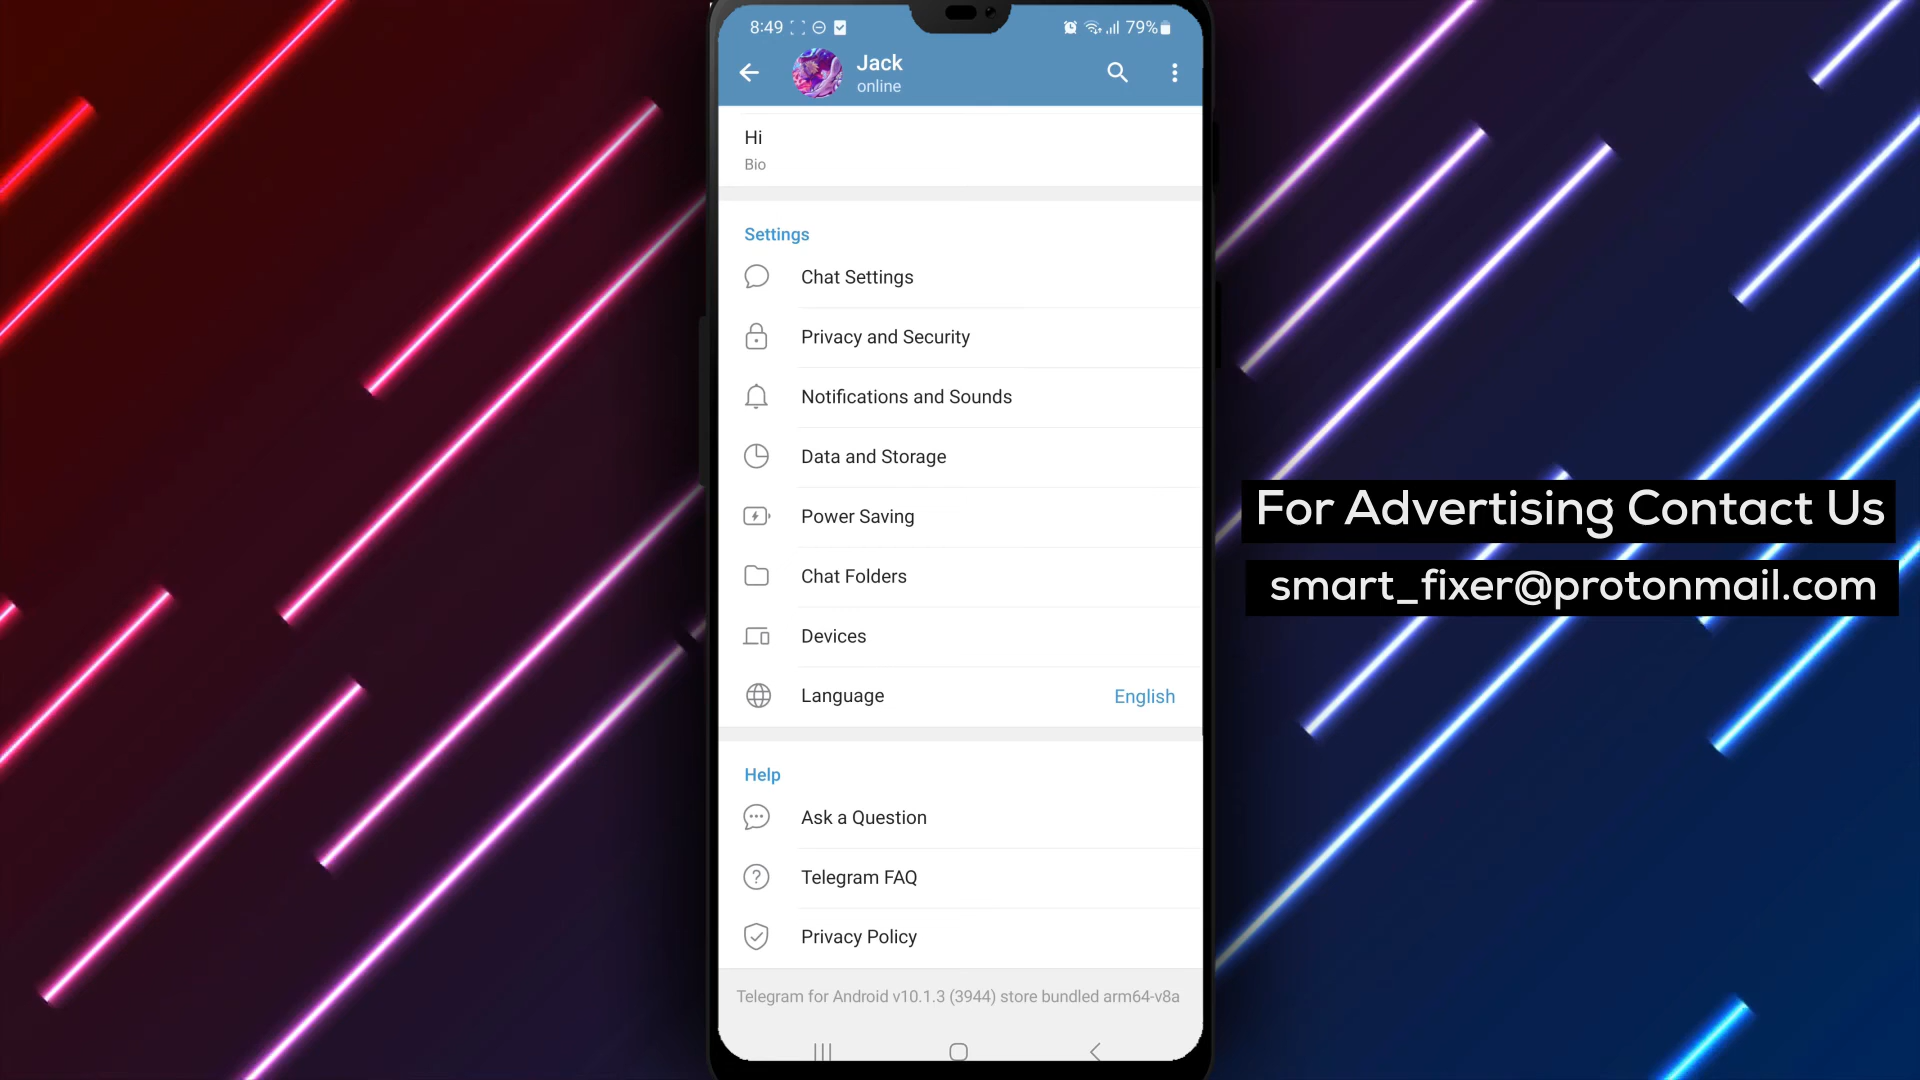 8:49 79%
Jack
online
Hi
Bio
Settings
Chat Settings
Privacy and Security
Notifications and Sounds
Data and Storage
Power Saving
Chat Folders
Devices
Language English
Help
Ask a Question
Telegram FAQ
Privacy Policy
Telegram for Android v10.1.3 (3944) store bundled arm64-v8a
For Advertising Contact Us
smart_fixer@protonmail.com